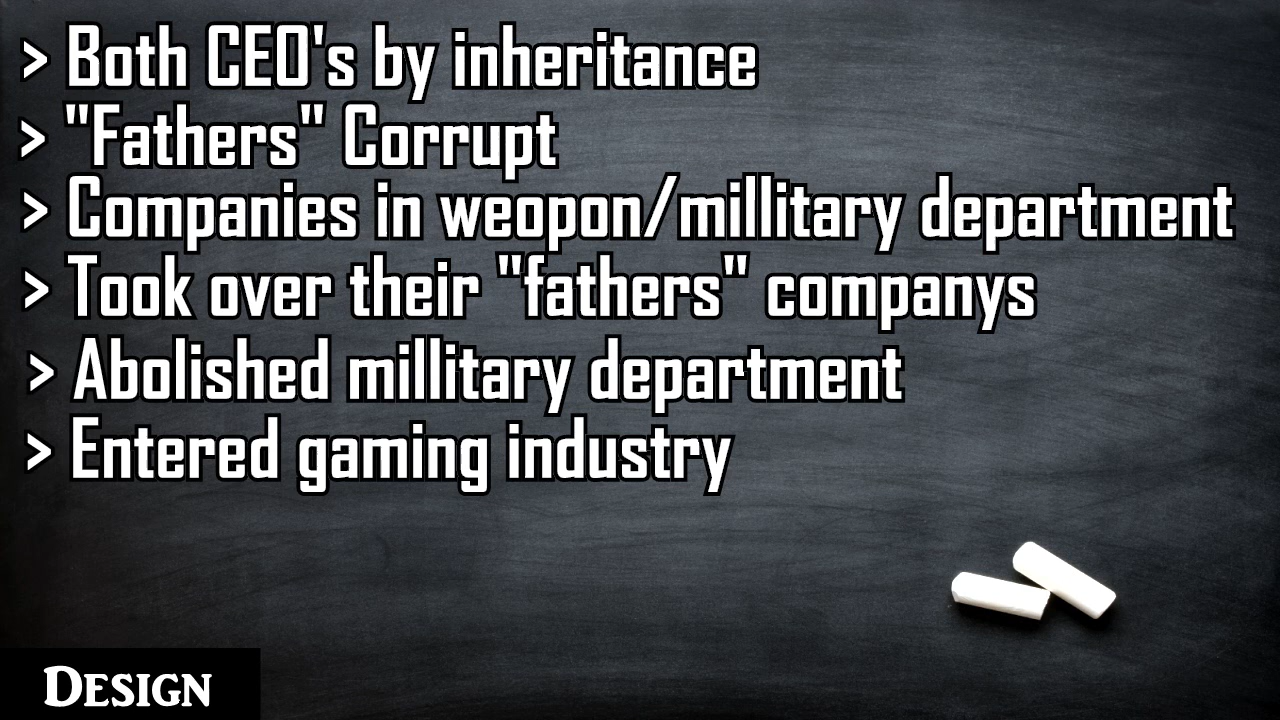 > Both CEO's by inheritance
> "Fathers" Corrupt
> Companies in weopon/millitary department
> Took over their "fathers" companys
> Abolished millitary department
> Entered gaming industry
Design